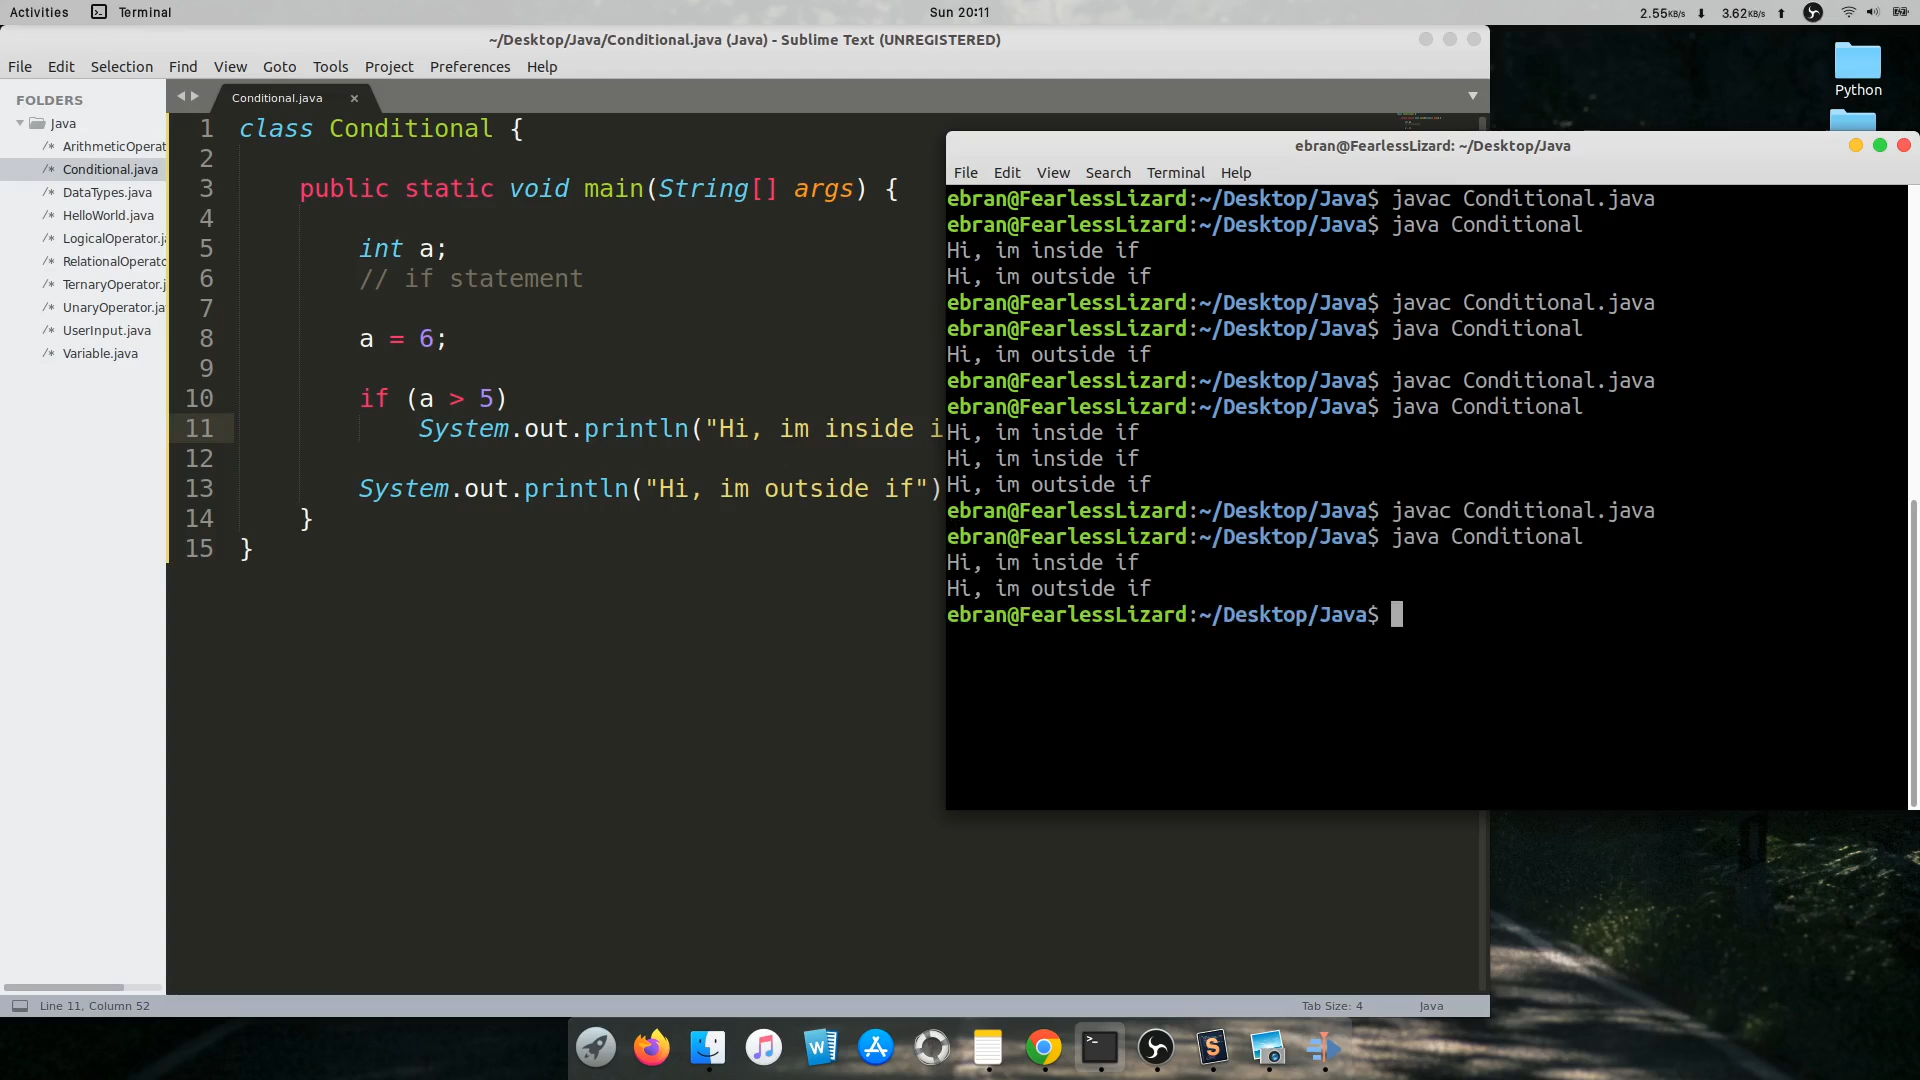 Activities Terminal Sun 20:11 2.55KB/s 3.62KB/s
~/Desktop/Java/Conditional.java (Java) - Sublime Text (UNREGISTERED)
File Edit Selection Find View Goto Tools Project Preferences Help
FOLDERS
Java
ArithmeticOperat
Conditional.java
DataTypes.java
HelloWorld.java
LogicalOperator.ja
RelationalOperato
TernaryOperator.j
UnaryOperator.ja
UserInput.java
Variable.java
Conditional.java
1 class Conditional {
2
3 public static void main(String[] args) {
4
5 int a;
6 // if statement
7
8 a = 6;
9
10 if (a > 5)
11 System.out.println("Hi, im inside i
12
13 System.out.println("Hi, im outside if")
14 }
15 }
Line 11, Column 52 Tab Size: 4 Java
ebran@FearlessLizard: ~/Desktop/Java
File Edit View Search Terminal Help
ebran@FearlessLizard:~/Desktop/Java$ javac Conditional.java
ebran@FearlessLizard:~/Desktop/Java$ java Conditional
Hi, im inside if
Hi, im outside if
ebran@FearlessLizard:~/Desktop/Java$ javac Conditional.java
ebran@FearlessLizard:~/Desktop/Java$ java Conditional
Hi, im outside if
ebran@FearlessLizard:~/Desktop/Java$ javac Conditional.java
ebran@FearlessLizard:~/Desktop/Java$ java Conditional
Hi, im inside if
Hi, im inside if
Hi, im outside if
ebran@FearlessLizard:~/Desktop/Java$ javac Conditional.java
ebran@FearlessLizard:~/Desktop/Java$ java Conditional
Hi, im inside if
Hi, im outside if
ebran@FearlessLizard:~/Desktop/Java$
Python